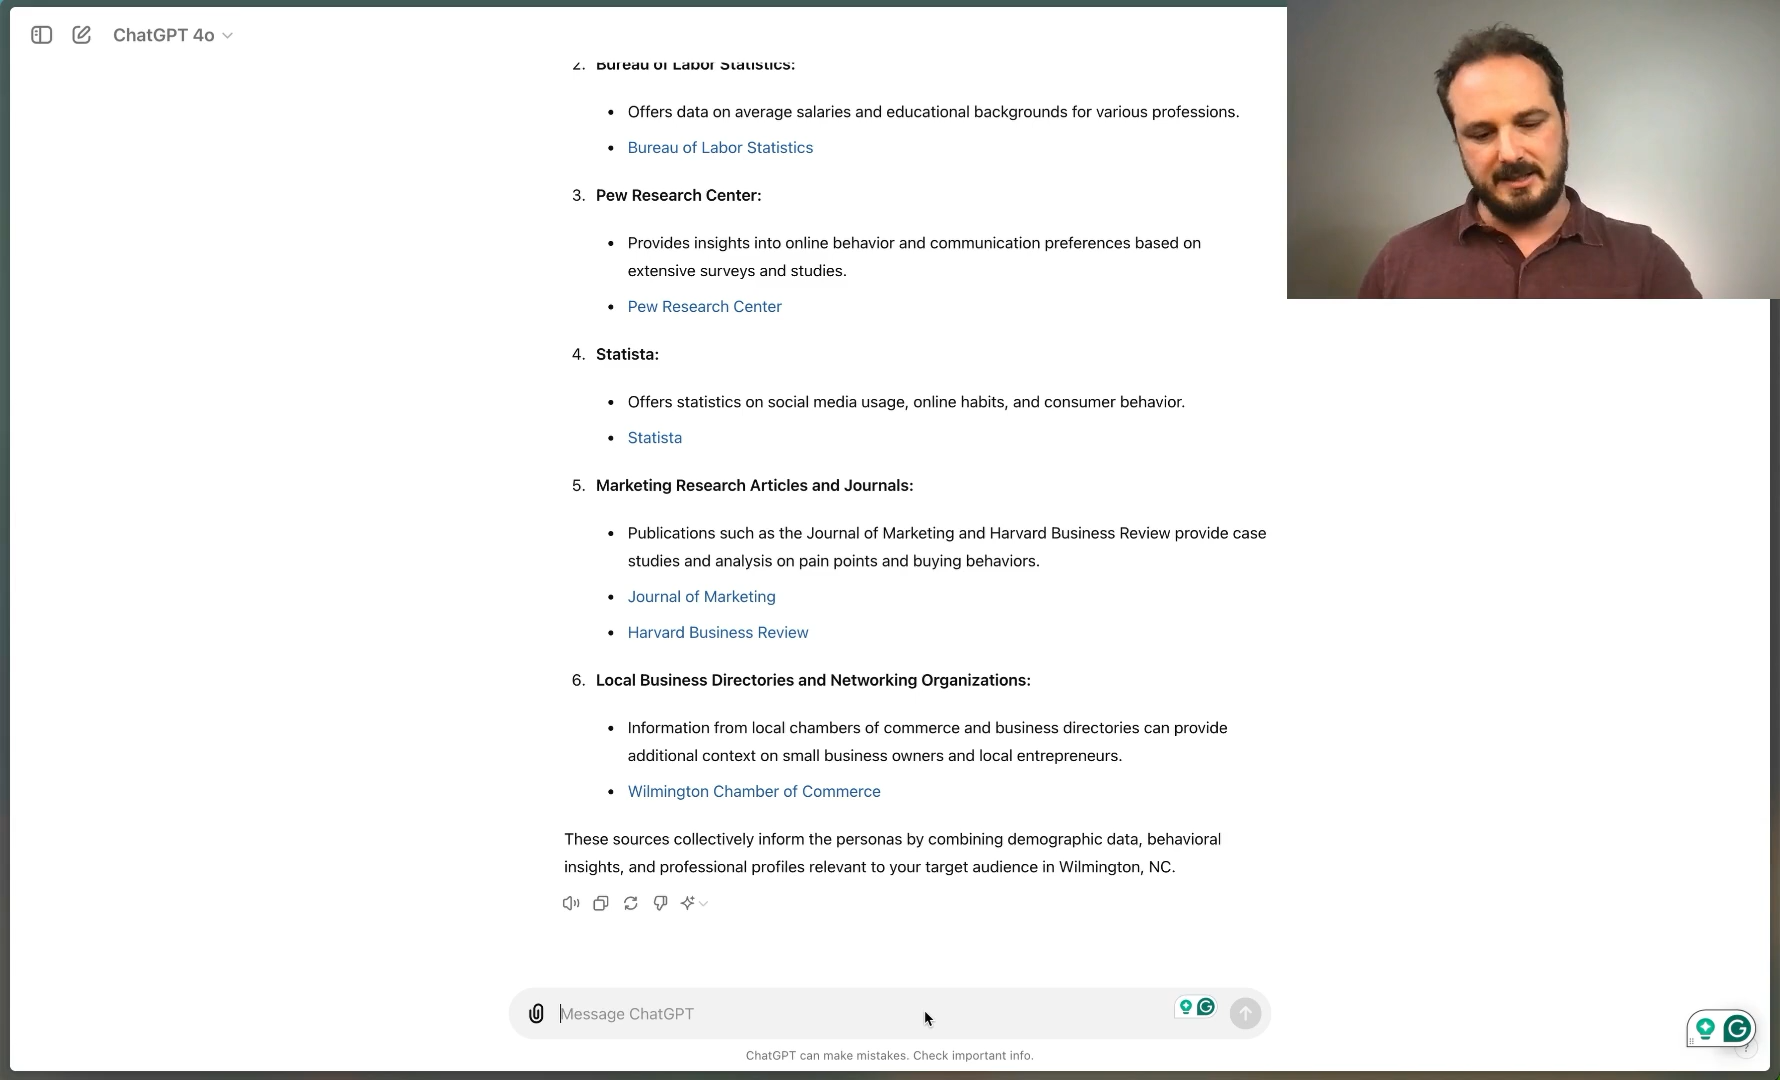 ChatGPT 4o
2. Bureau of Labor Statistics:
• Offers data on average salaries and educational backgrounds for various professions.
• Bureau of Labor Statistics
3. Pew Research Center:
• Provides insights into online behavior and communication preferences based on
extensive surveys and studies.
• Pew Research Center
4. Statista:
• Offers statistics on social media usage, online habits, and consumer behavior.
• Statista
5. Marketing Research Articles and Journals:
• Publications such as the Journal of Marketing and Harvard Business Review provide case
studies and analysis on pain points and buying behaviors.
• Journal of Marketing
• Harvard Business Review
6. Local Business Directories and Networking Organizations:
• Information from local chambers of commerce and business directories can provide
additional context on small business owners and local entrepreneurs.
• Wilmington Chamber of Commerce
These sources collectively inform the personas by combining demographic data, behavioral
insights, and professional profiles relevant to your target audience in Wilmington, NC.
Message ChatGPT
ChatGPT can make mistakes. Check important info.